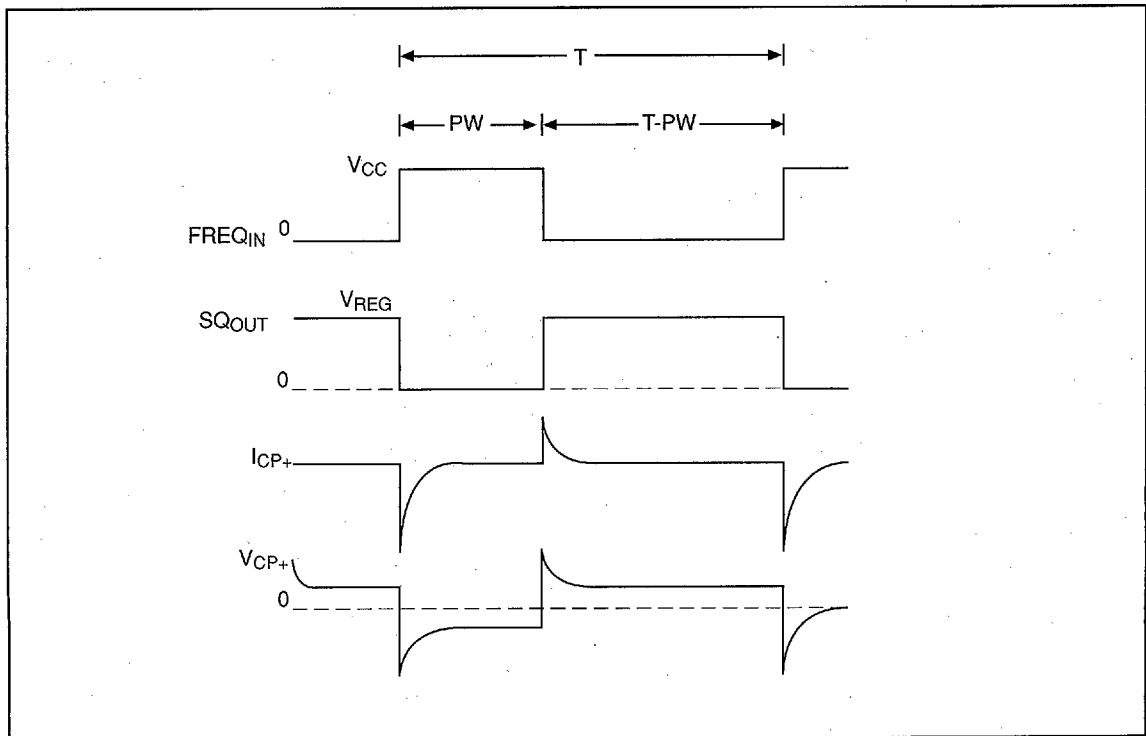 T
PW
T-PW
VCC
FREQIN 0
VREG
SQOUT
0
ICP+
VCP+
0